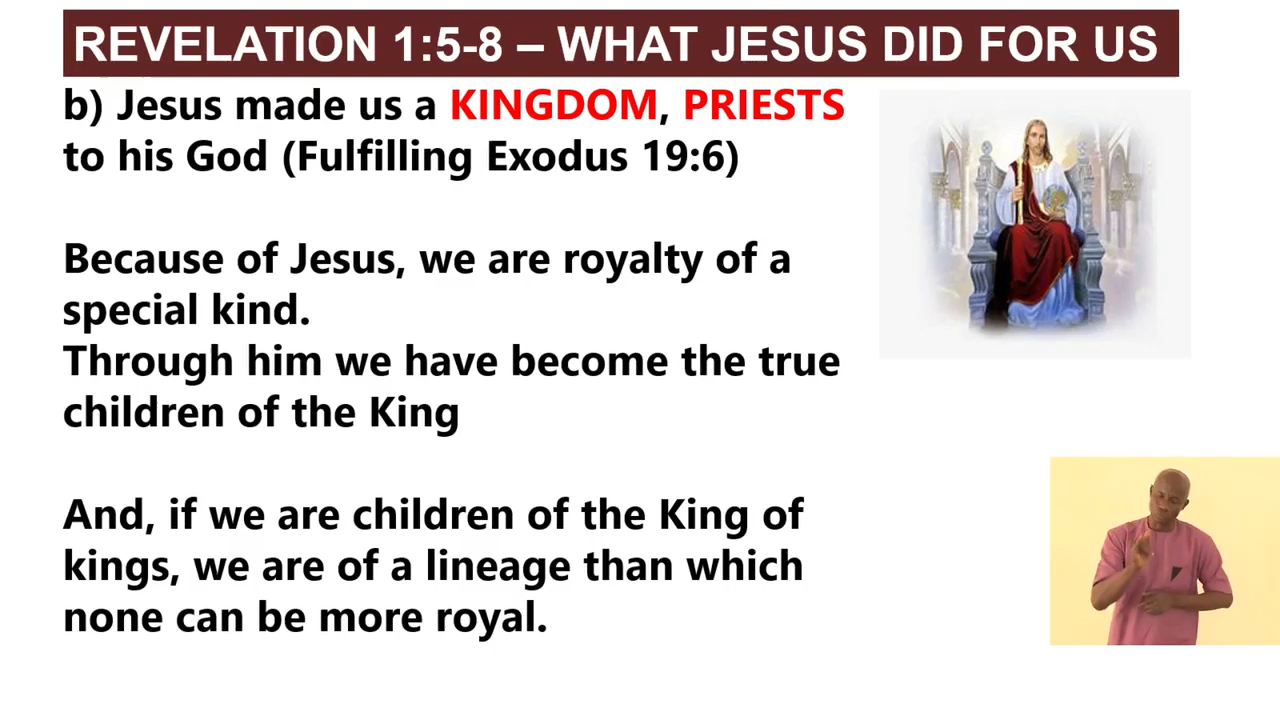 REVELATION 1:5-8 – WHAT JESUS DID FOR US
b) Jesus made us a KINGDOM, PRIESTS
to his God (Fulfilling Exodus 19:6)
Because of Jesus, we are royalty of a
special kind.
Through him we have become the true
children of the King
And, if we are children of the King of
kings, we are of a lineage than which
none can be more royal.